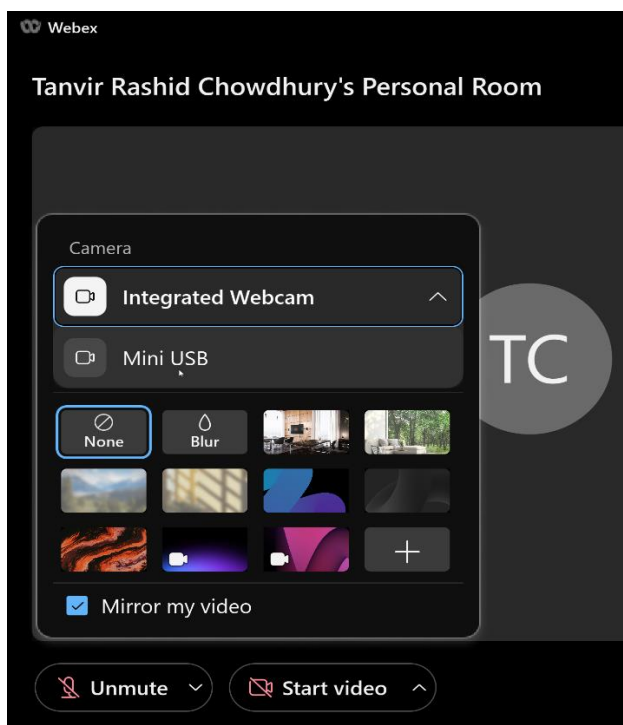 Webex
Tanvir Rashid Chowdhury's Personal Room
Camera
Integrated Webcam
TC
Mini USB
None
Blur
Mirror my video
Unmute
Start video